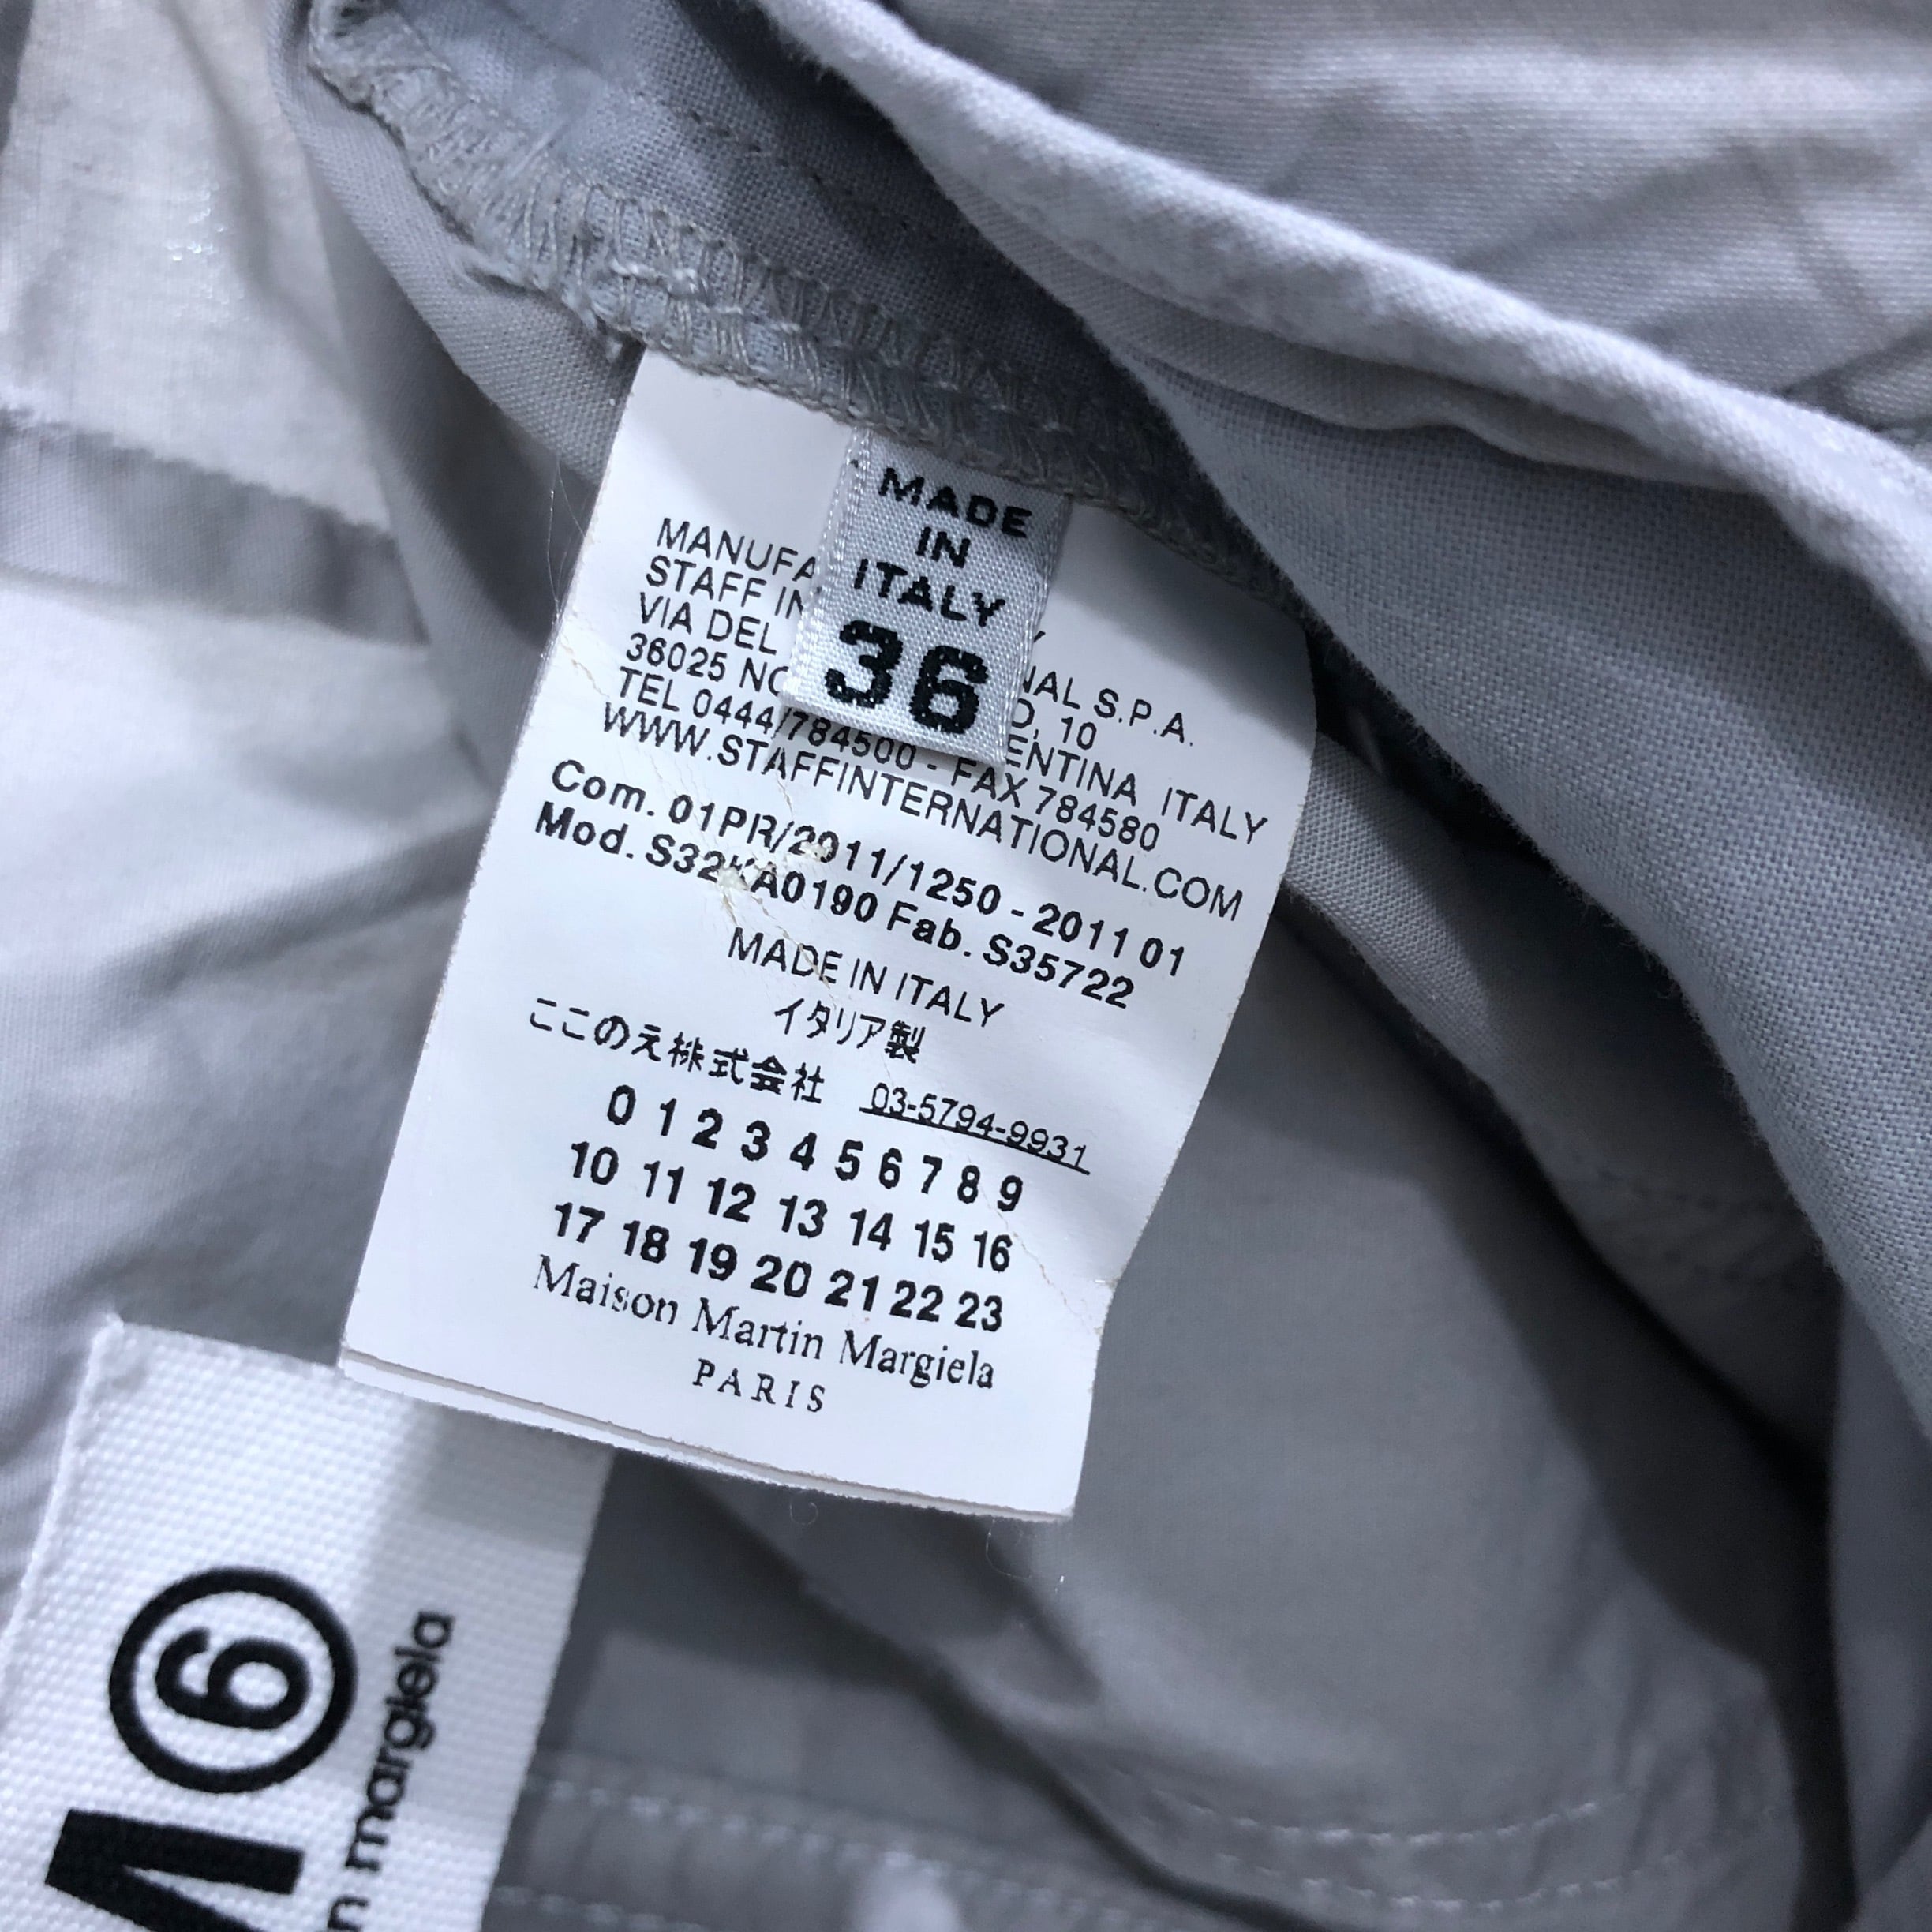 MADE
IN
ITALY
36
MANUFA
STAFF IN NAL S.P.A.
VIA DEL O, 10
36025 NO ENTINA ITALY
TEL 0444/784500 - FAX 784580
WWW.STAFFINTERNATIONAL.COM
Com. 01PR/2011/1250 - 2011 01
Mod. S32KA0190 Fab. S35722
MADE IN ITALY
イタリア製
ここのえ株式会社 03-5794-9931
0 1 2 3 4 5 6 7 8 9
10 11 12 13 14 15 16
17 18 19 20 21 22 23
Maison Martin Margiela
PARIS
M 6
n margiela